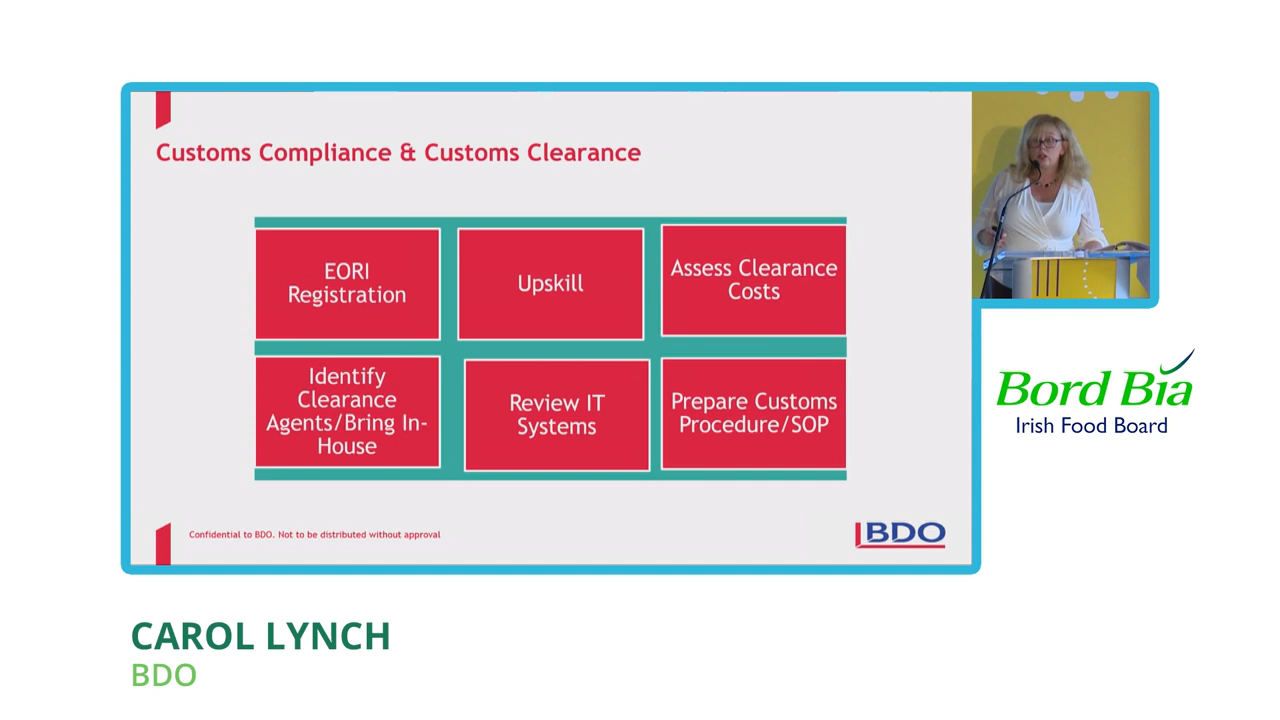 Customs Compliance & Customs Clearance
EORI
Registration
Upskill
Assess Clearance
Costs
Identify
Clearance
Agents/Bring In-
House
Review IT
Systems
Prepare Customs
Procedure/SOP
Confidential to BDO. Not to be distributed without approval
BDO
Bord Bia
Irish Food Board
CAROL LYNCH
BDO